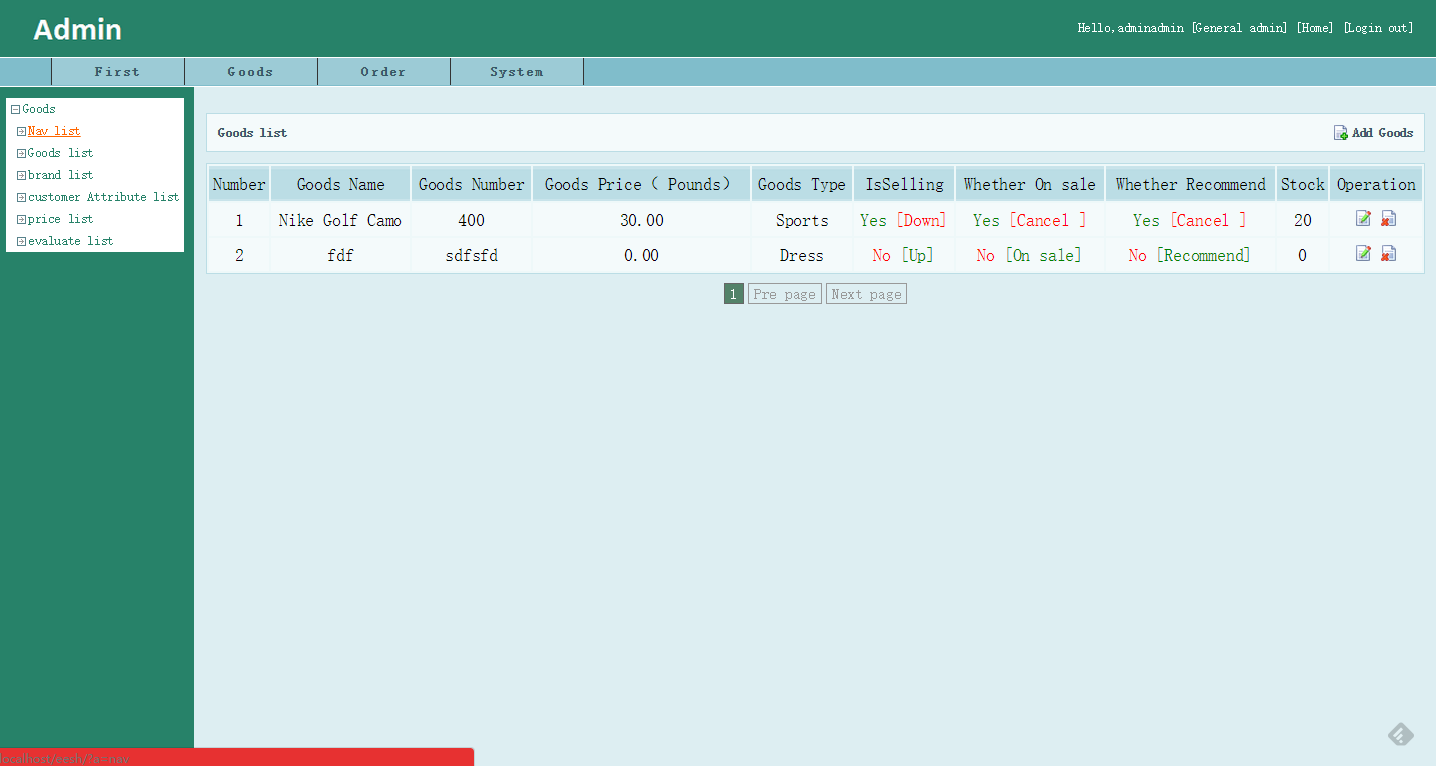 Admin
Hello,adminadmin [General admin] [Home] [Login out]
First Goods Order System
Goods
Nav list
Goods list
brand list
customer Attribute list
price list
evaluate list
Goods list
Add Goods
Number Goods Name Goods Number Goods Price ( Pounds) Goods Type IsSelling Whether On sale Whether Recommend Stock Operation
1 Nike Golf Camo 400 30.00 Sports Yes [Down] Yes [Cancel ] Yes [Cancel ] 20
2 fdf sdfsfd 0.00 Dress No [Up] No [On sale] No [Recommend] 0
1 Pre page Next page